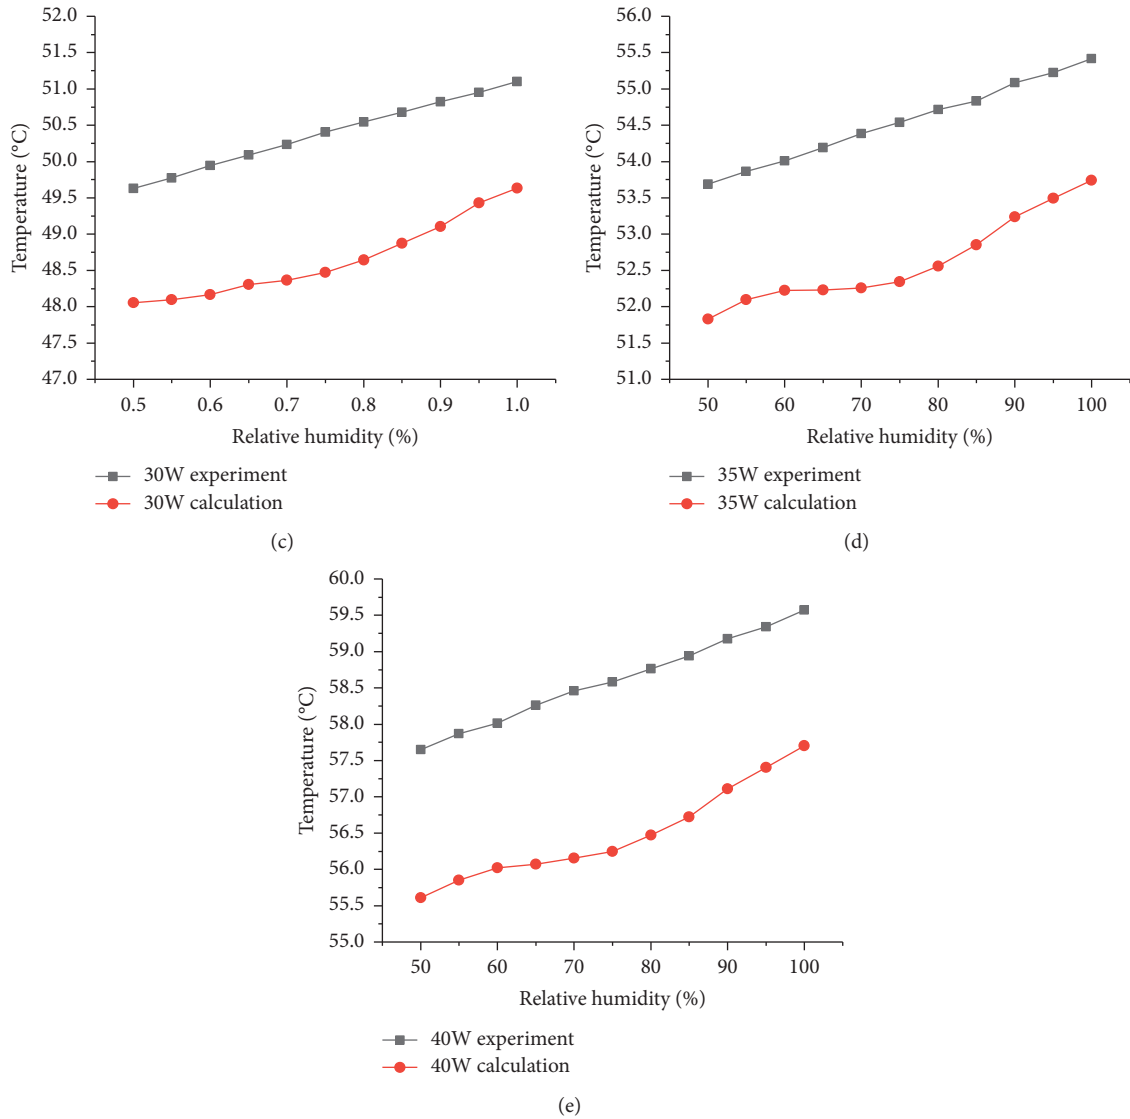 52.0
51.5
51.0
50.5
50.0
49.5
49.0
48.5
48.0
47.5
47.0
Temperature (°C)
0.5 0.6 0.7 0.8 0.9 1.0
Relative humidity (%)
30W experiment
30W calculation
(c)
56.0
55.5
55.0
54.5
54.0
53.5
53.0
52.5
52.0
51.5
51.0
Temperature (°C)
50 60 70 80 90 100
Relative humidity (%)
35W experiment
35W calculation
(d)
60.0
59.5
59.0
58.5
58.0
57.5
57.0
56.5
56.0
55.5
55.0
Temperature (°C)
50 60 70 80 90 100
Relative humidity (%)
40W experiment
40W calculation
(e)